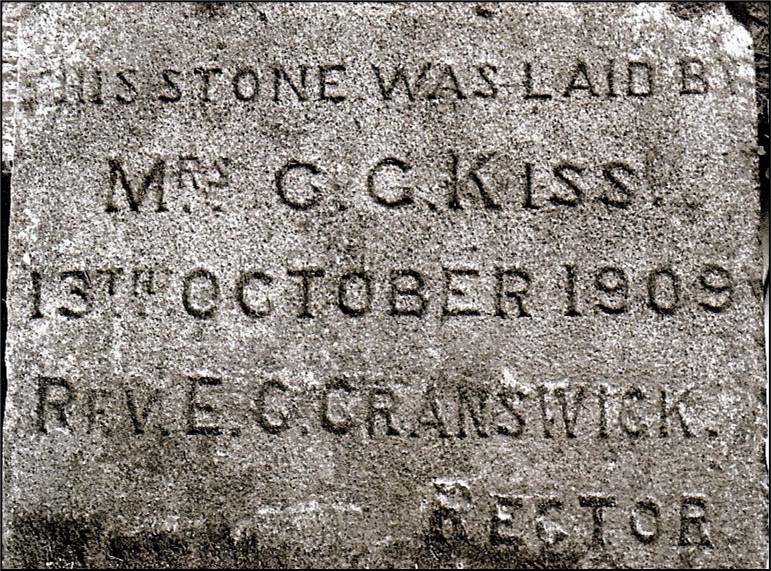 THIS STONE WAS LAID BY
MRS C. G. KISS.
13TH OCTOBER 1909
REV. E. G. CRANSWICK.
RECTOR.